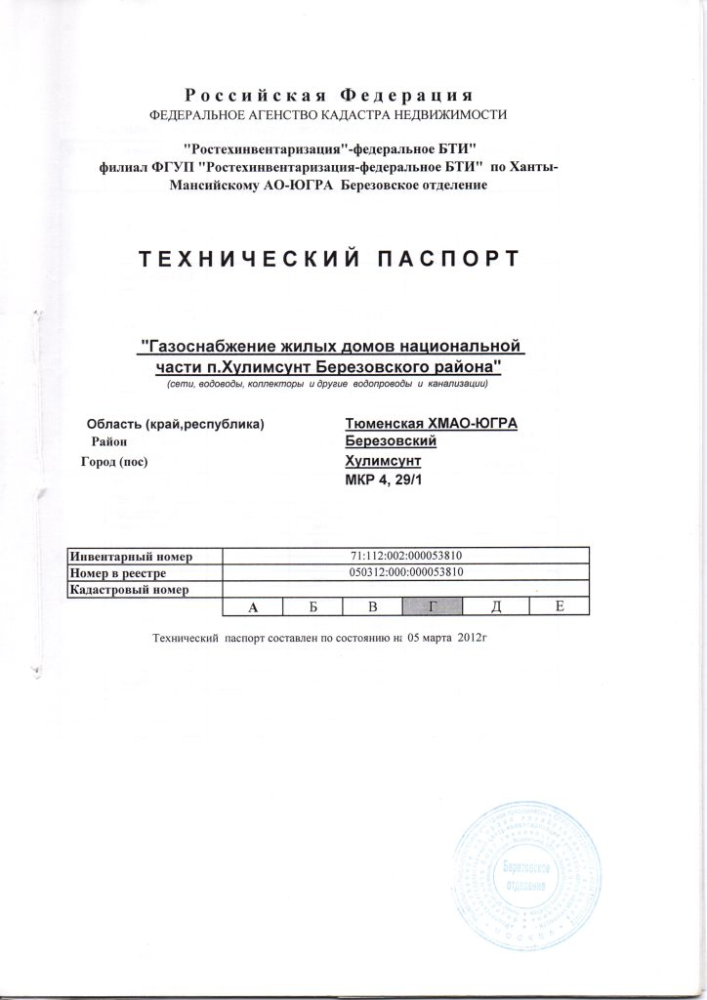 Российская Федерация
ФЕДЕРАЛЬНОЕ АГЕНСТВО КАДАСТРА НЕДВИЖИМОСТИ
"Ростехинвентаризация"-федеральное БТИ"
филиал ФГУП "Ростехинвентаризация-федеральное БТИ" по Ханты-
Мансийскому АО-ЮГРА Березовское отделение
ТЕХНИЧЕСКИЙ ПАСПОРТ
"Газоснабжение жилых домов национальной
части п.Хулимсунт Березовского района"
(сети, водоводы, коллекторы и другие водопроводы и канализации)
Область (край,республика) Тюменская ХМАО-ЮГРА
Район Березовский
Город (пос) Хулимсунт
МКР 4, 29/1
Инвентарный номер 71:112:002:000053810
Номер в реестре 050312:000:000053810
Кадастровый номер
А Б В Г Д Е
Технический паспорт составлен по состоянию на 05 марта 2012г
Березовское
отделение
МОСКВА